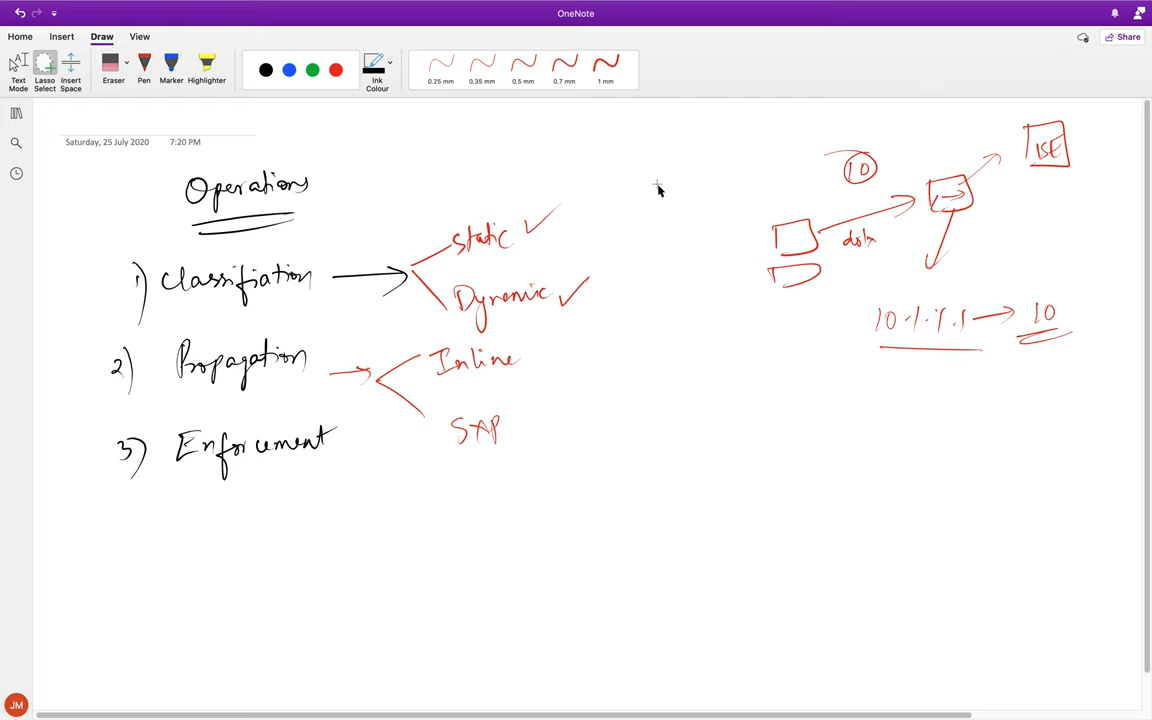 OneNote
Home Insert Draw View
Share
Text Mode
Lasso Select
Insert Space
Eraser
Pen
Marker
Highlighter
Ink Colour
0.25 mm
0.35 mm
0.5 mm
0.7 mm
1 mm
Saturday, 25 July 2020 7:20 PM
Operations
1) Classifiation
Static
Dynamic
2) Propagation
Inline
SXP
3) Enforcement
10
ISE
dot1x
10.1.1.1 → 10
JM